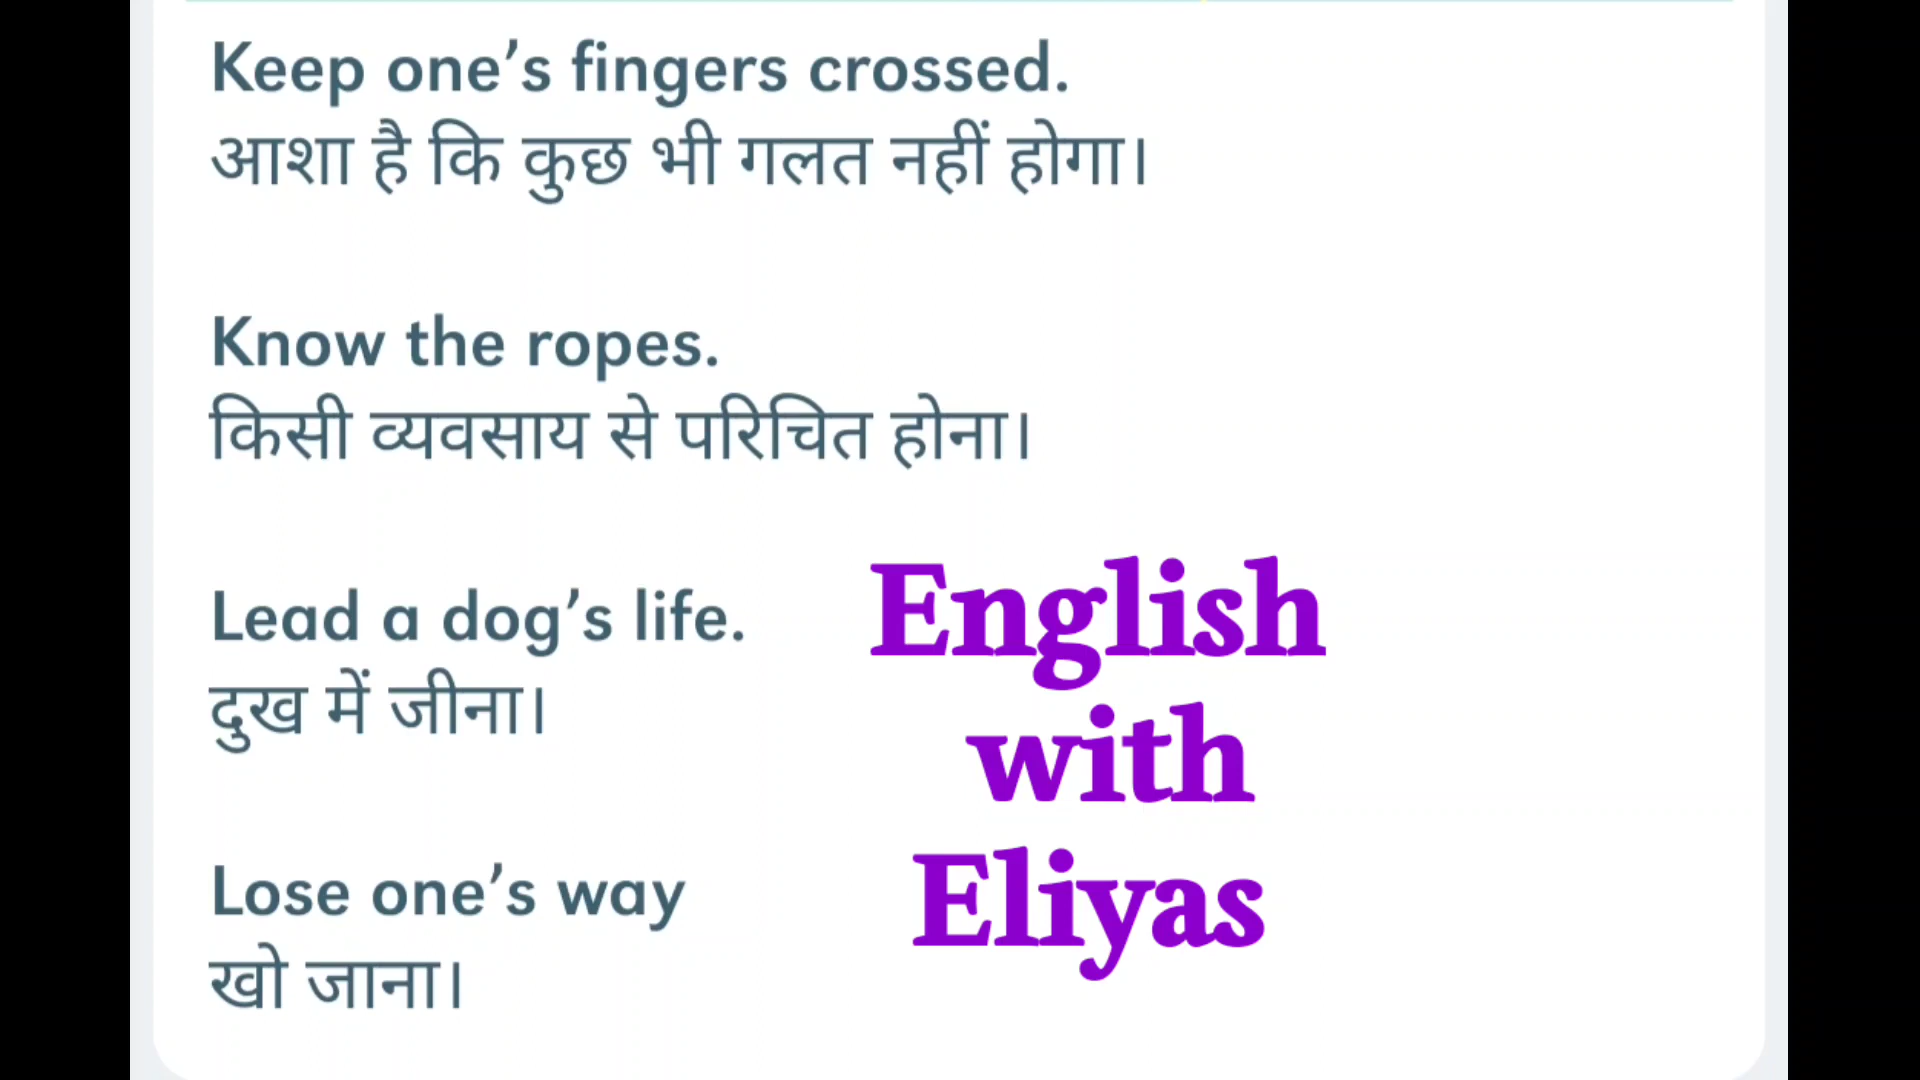 Keep one’s fingers crossed.
आशा है कि कुछ भी गलत नहीं होगा।
Know the ropes.
किसी व्यवसाय से परिचित होना।
Lead a dog’s life.
दुख में जीना।
Lose one’s way
खो जाना।
English
with
Eliyas